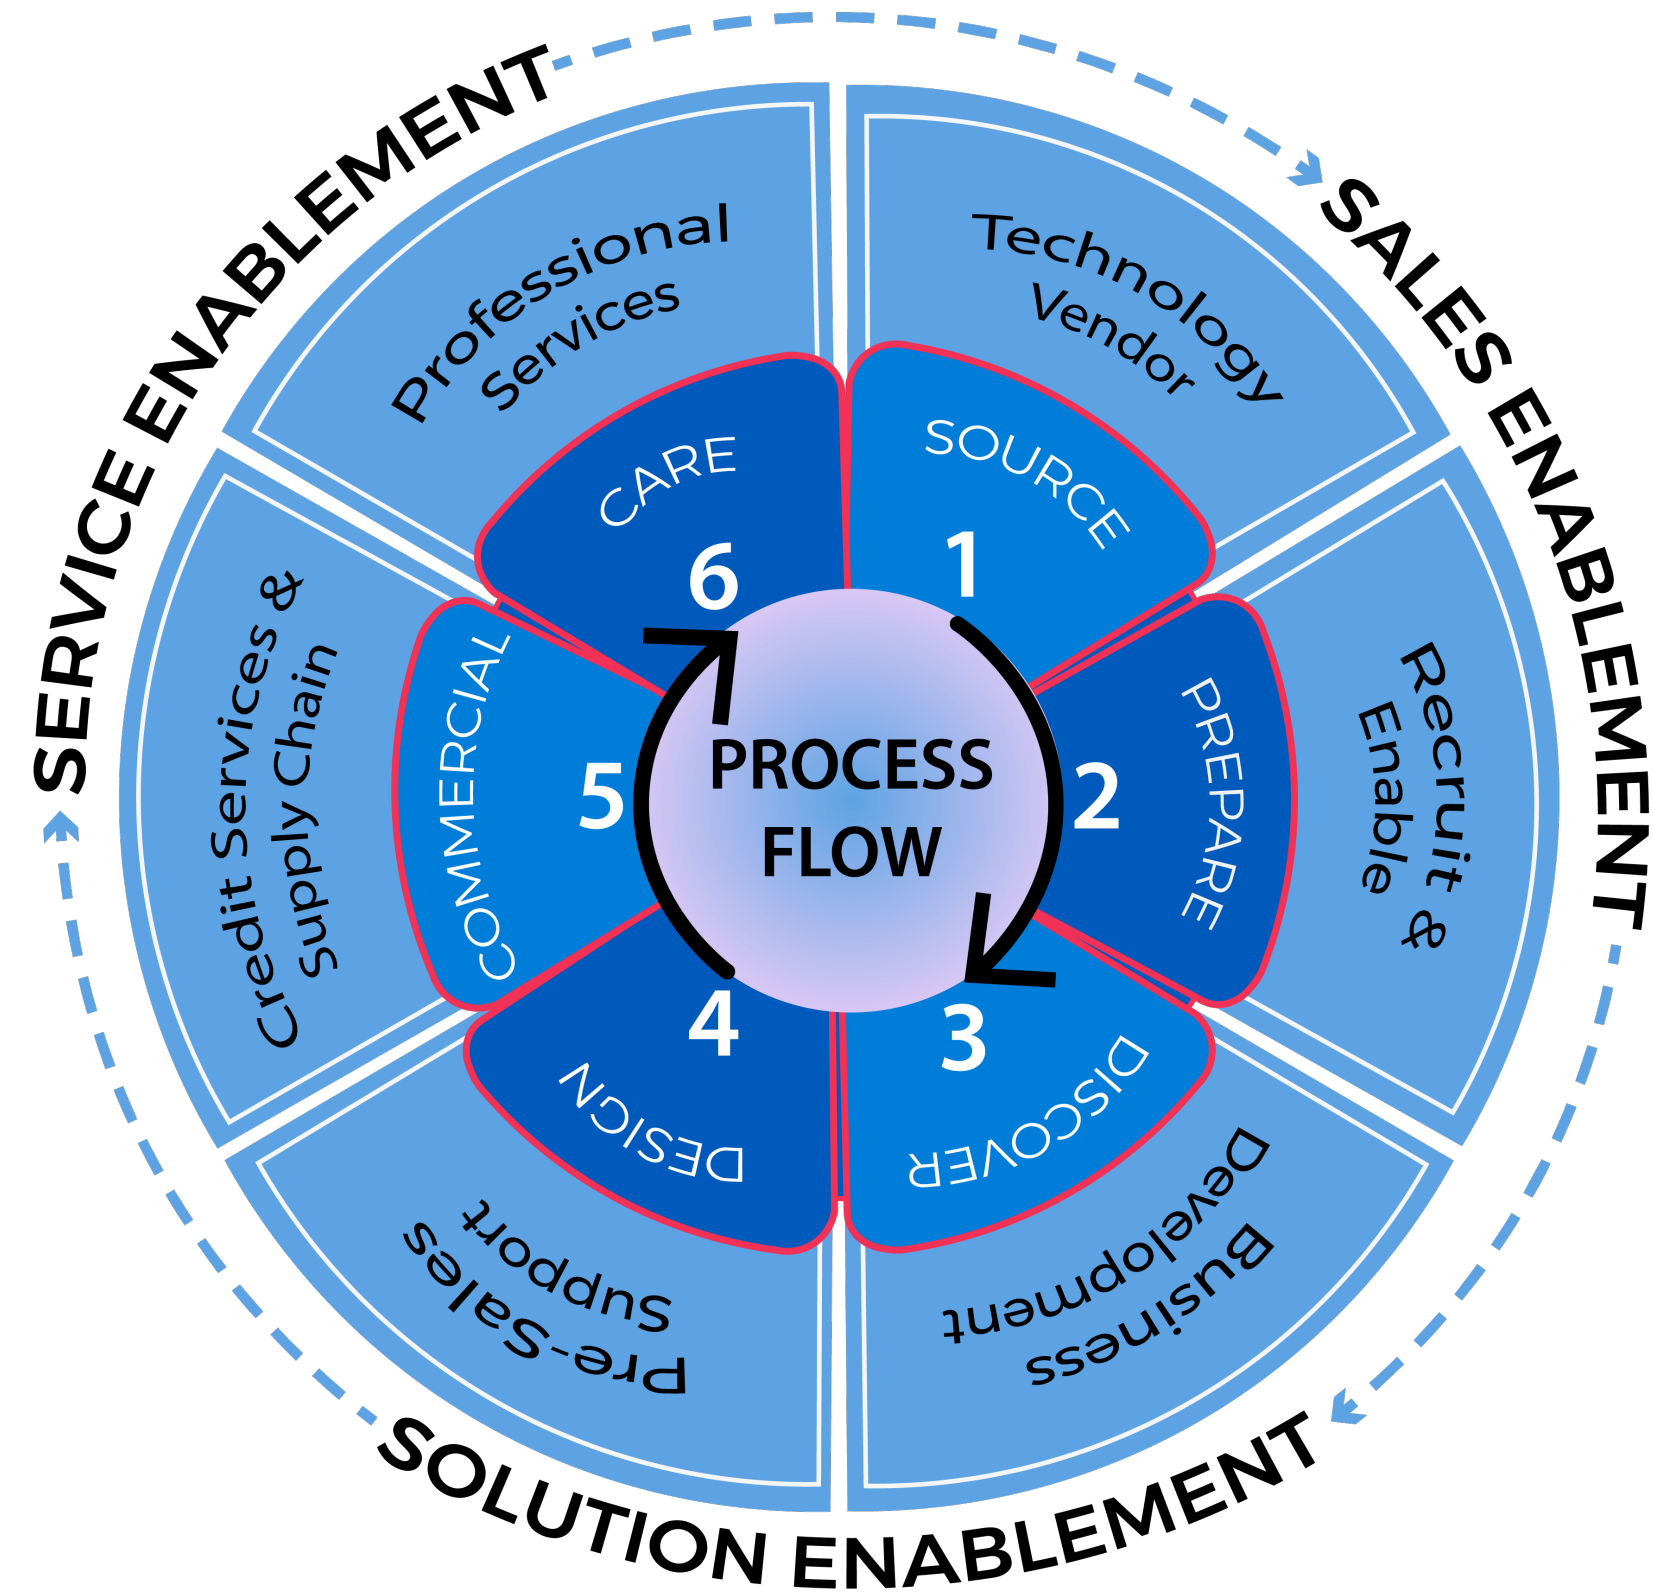 SERVICE ENABLEMENT
SALES ENABLEMENT
SOLUTION ENABLEMENT
Technology
Vendor
SOURCE
1
Recruit &
Enable
PREPARE
2
Business
Development
DISCOVER
3
Pre-Sales
Support
DESIGN
4
Credit Services &
Supply Chain
COMMERCIAL
5
Professional
Services
CARE
6
PROCESS
FLOW